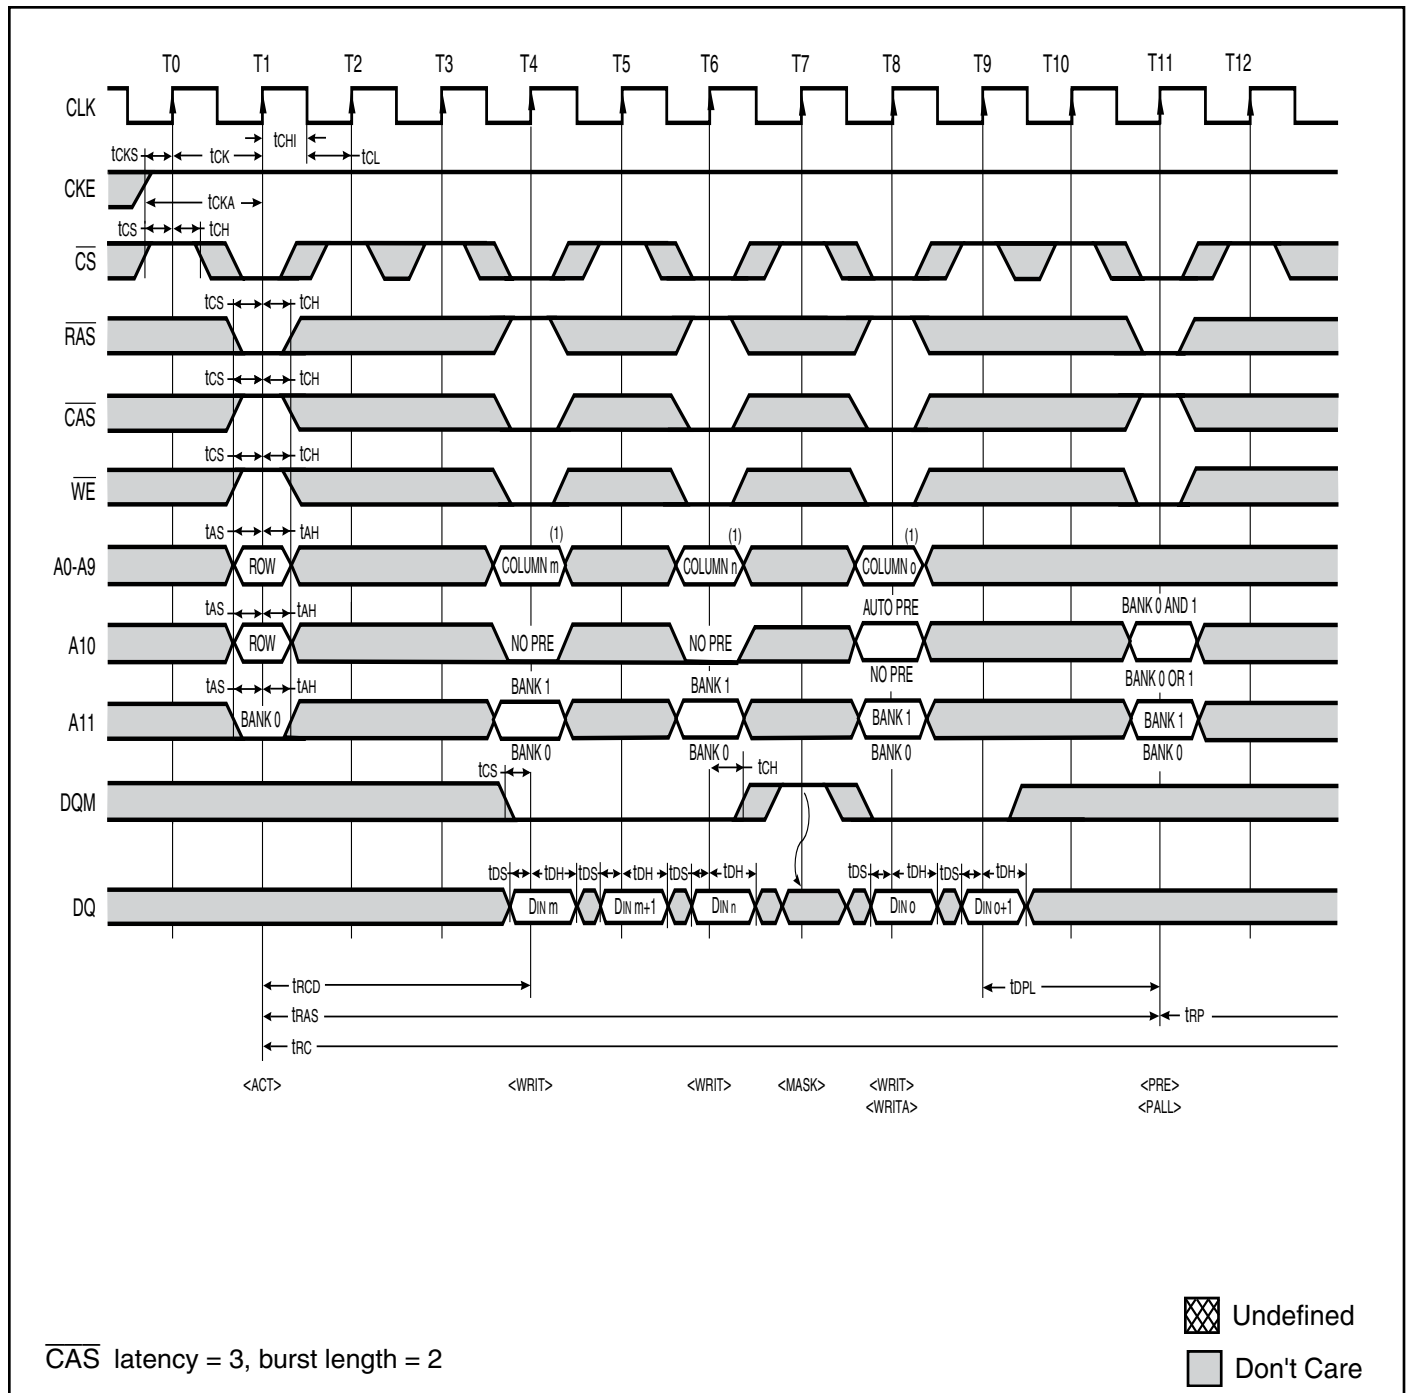 T0 T1 T2 T3 T4 T5 T6 T7 T8 T9 T10 T11 T12
CLK
tCHI
tCKS tCK tCL
CKE
tCKA
tCS tCH
CS
tCS tCH
RAS
tCS tCH
CAS
tCS tCH
WE
tAS tAH (1) (1) (1)
A0-A9 ROW COLUMN m COLUMN n COLUMN o
tAS tAH AUTO PRE BANK 0 AND 1
A10 ROW NO PRE NO PRE
NO PRE BANK 0 OR 1
tAS tAH BANK 1 BANK 1
A11 BANK 0 BANK 1 BANK 1
BANK 0 BANK 0 BANK 0 BANK 0
tCS tCH
DQM
tDS tDH tDS tDH tDS tDH tDS tDH tDS tDH
DQ DIN m DIN m+1 DIN n DIN o DIN o+1
tRCD tDPL
tRAS tRP
tRC
<ACT> <WRIT> <WRIT> <MASK> <WRIT> <PRE>
<WRITA> <PALL>
Undefined
CAS latency = 3, burst length = 2
Don't Care